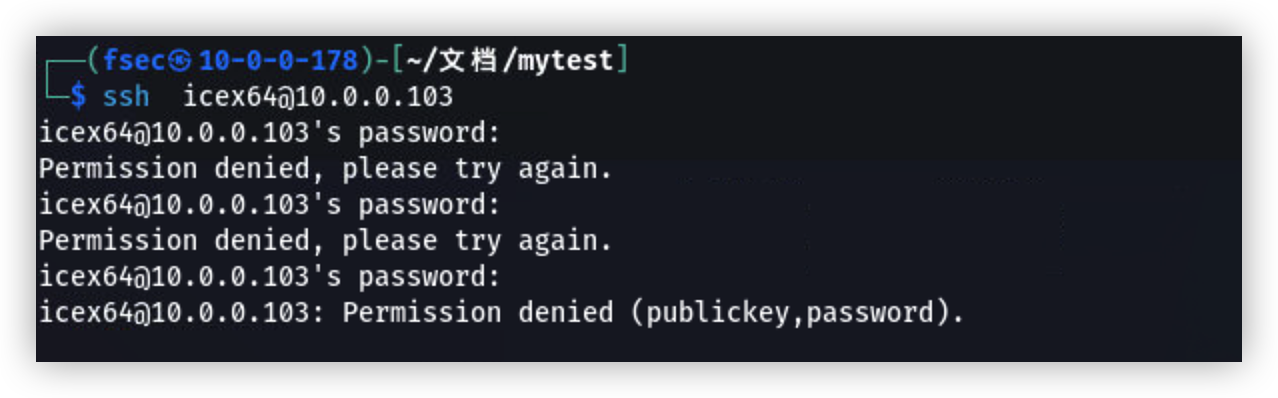 ┌──(fsec㉿10-0-0-178)-[~/文档/mytest]
└─$ ssh  icex64@10.0.0.103
icex64@10.0.0.103's password:
Permission denied, please try again.
icex64@10.0.0.103's password:
Permission denied, please try again.
icex64@10.0.0.103's password:
icex64@10.0.0.103: Permission denied (publickey,password).